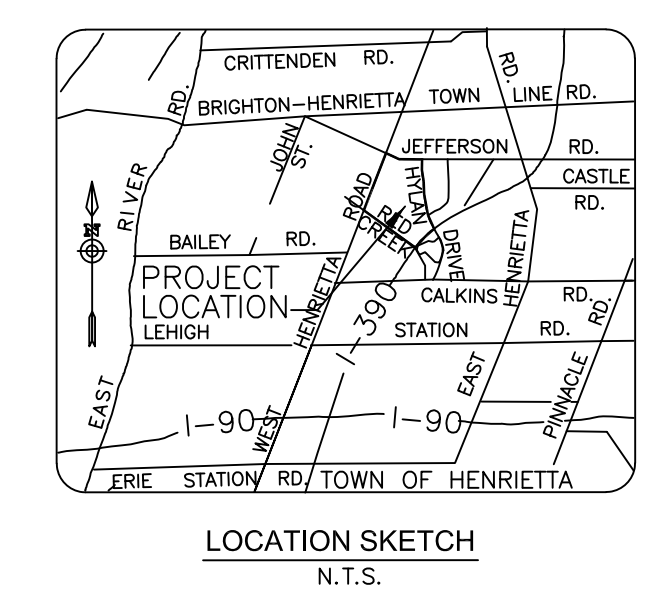 CRITTENDEN RD.
RD.
BRIGHTON-HENRIETTA TOWN LINE RD.
RD.
JOHN ST.
JEFFERSON RD.
CASTLE RD.
EAST RIVER
HYLAN DRIVE
RED CREEK
BAILEY RD.
PROJECT
LOCATION
WEST HENRIETTA ROAD
I-390
CALKINS RD.
EAST HENRIETTA
LEHIGH STATION RD.
PINNACLE RD.
I-90 I-90
ERIE STATION RD.
TOWN OF HENRIETTA
N
LOCATION SKETCH
N.T.S.